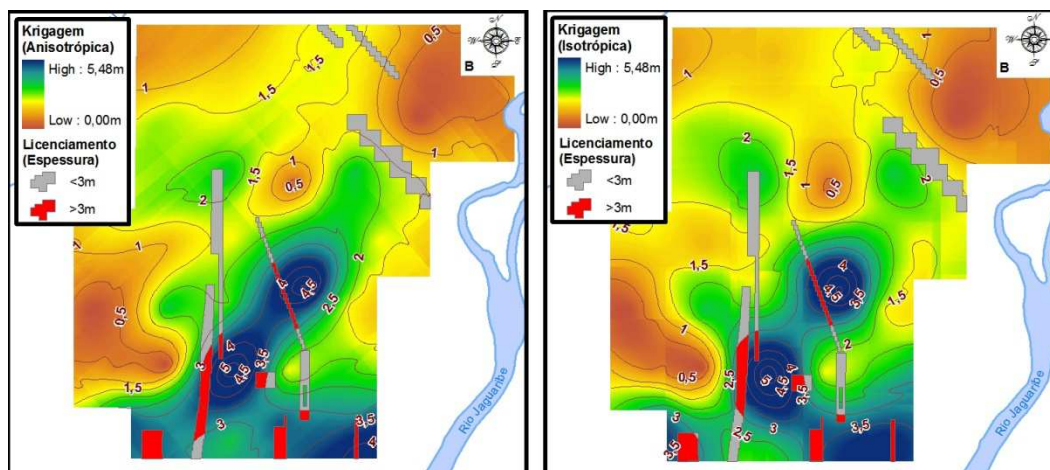 Krigagem
(Anisotrópica)
High : 5,48m
Low : 0,00m
Licenciamento
(Espessura)
<3m
>3m
B
N
1
1,5
1,5
0,5
1
1
1,5
0,5
2
2
2,5
4
4,5
1
0,5
1,5
3
4
5
4,5
3,5
3
3,5
4
Rio Jaguaribe
Krigagem
(Isotrópica)
High : 5,48m
Low : 0,00m
Licenciamento
(Espessura)
<3m
>3m
B
N
1
1
0,5
2
1,5
1
0,5
2
1,5
1,5
4
4,5
3,5
1,5
1
0,5
2,5
2
5
4
4,5
3,5
3
3
2,5
3,5
3,5
Rio Jaguaribe